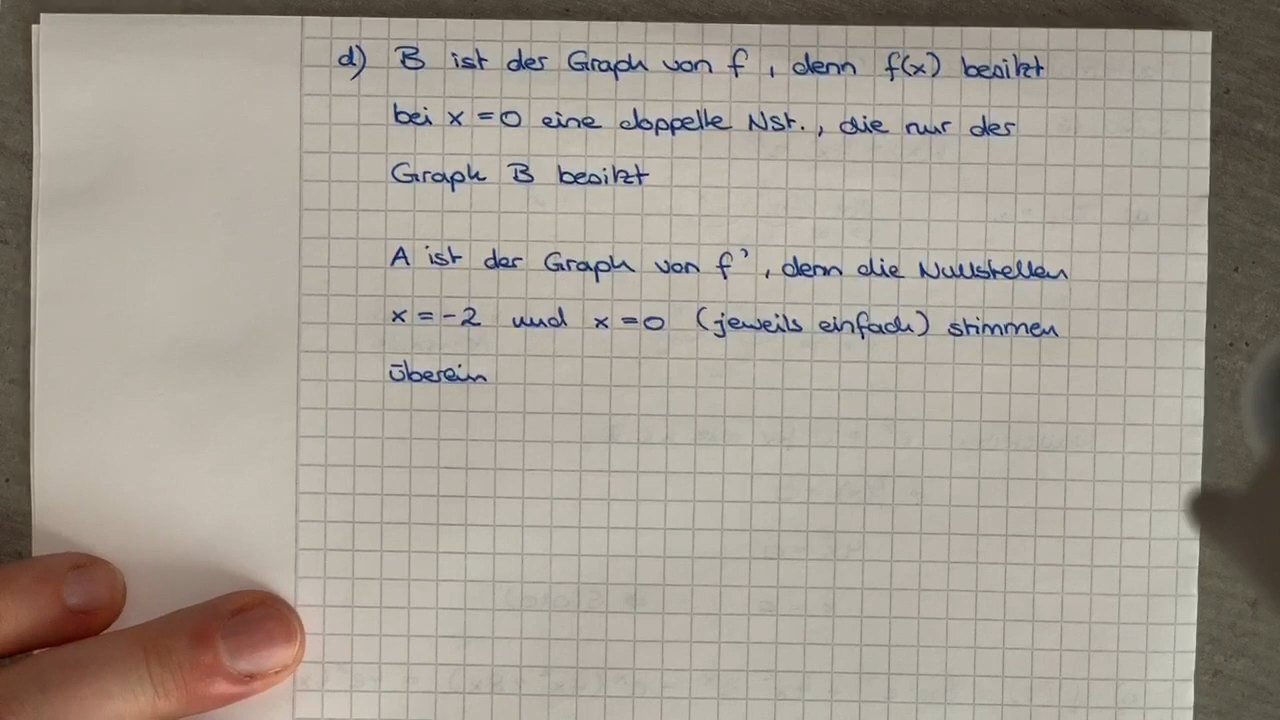 d) B ist der Graph von f, denn f(x) besitzt
bei x = 0 eine doppelte Nst., die nur der
Graph B besitzt
A ist der Graph von f', denn die Nullstellen
x = -2 und x = 0 (jeweils einfach) stimmen
überein